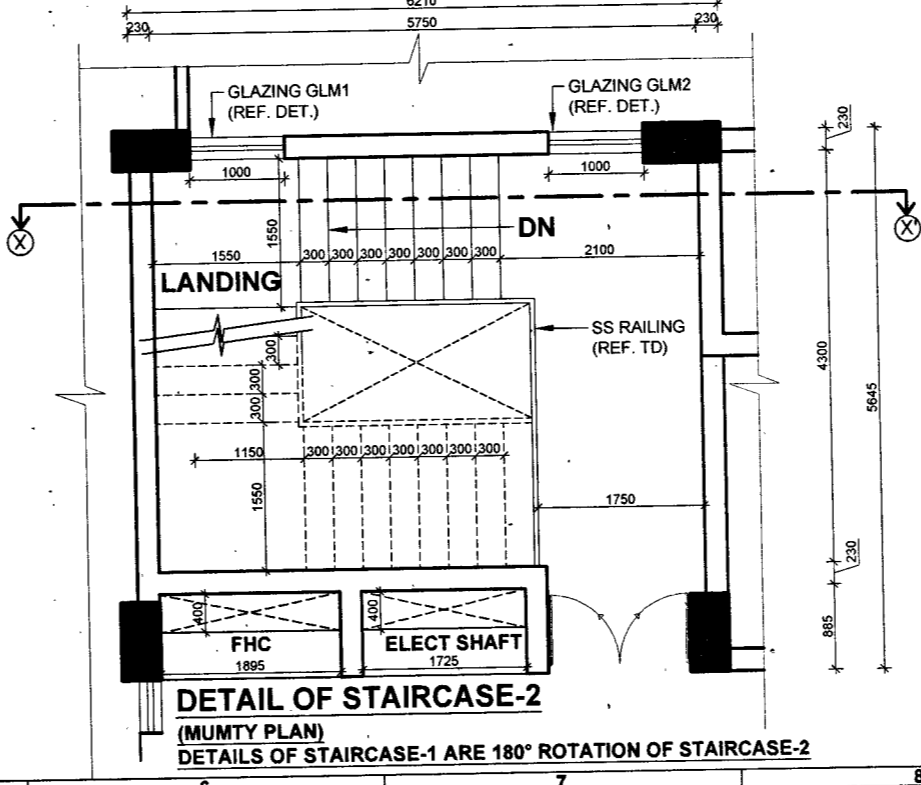 6210
230 5750 230
GLAZING GLM1
(REF. DET.)
GLAZING GLM2
(REF. DET.)
230
1000
1000
X
X'
1550
DN
1550 300 300 300 300 300 300 300 2100
LANDING
SS RAILING
(REF. TD)
300
300
300
4300
5645
1150 300 300 300 300 300 300 300
1550
1750
230
400
400
885
FHC
ELECT SHAFT
1895
1725
DETAIL OF STAIRCASE-2
(MUMTY PLAN)
DETAILS OF STAIRCASE-1 ARE 180° ROTATION OF STAIRCASE-2
7
8